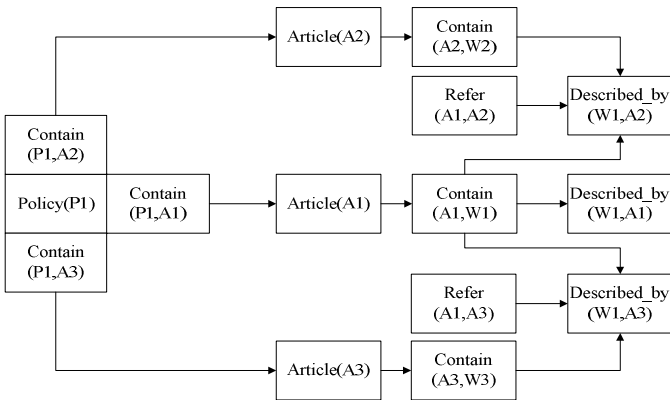 Article(A2)
Contain
(A2,W2)
Refer
(A1,A2)
Described_by
(W1,A2)
Contain
(P1,A2)
Policy(P1)
Contain
(P1,A1)
Article(A1)
Contain
(A1,W1)
Described_by
(W1,A1)
Contain
(P1,A3)
Refer
(A1,A3)
Described_by
(W1,A3)
Article(A3)
Contain
(A3,W3)